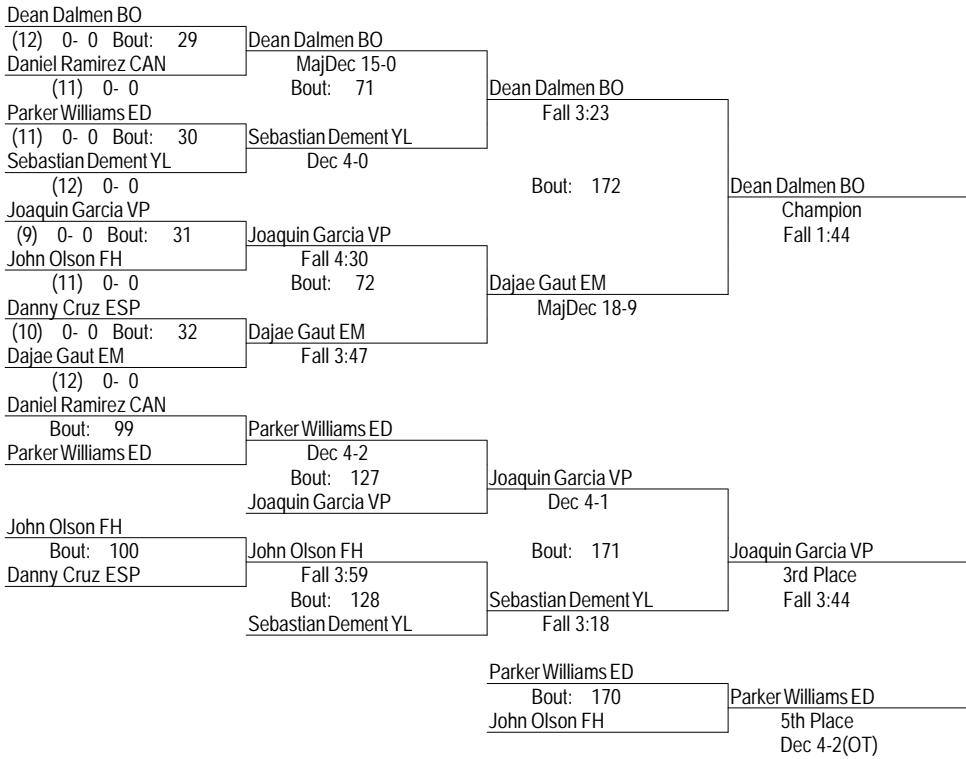 Dean Dalmen BO
(12) 0- 0 Bout: 29 Dean Dalmen BO
Daniel Ramirez CAN MajDec 15-0
(11) 0- 0 Bout: 71 Dean Dalmen BO
Parker Williams ED Fall 3:23
(11) 0- 0 Bout: 30 Sebastian Dement YL
Sebastian Dement YL Dec 4-0
(12) 0- 0 Bout: 172 Dean Dalmen BO
Joaquin Garcia VP Champion
(9) 0- 0 Bout: 31 Joaquin Garcia VP Fall 1:44
John Olson FH Fall 4:30
(11) 0- 0 Bout: 72 Dajae Gaut EM
Danny Cruz ESP MajDec 18-9
(10) 0- 0 Bout: 32 Dajae Gaut EM
Dajae Gaut EM Fall 3:47
(12) 0- 0
Daniel Ramirez CAN
Bout: 99 Parker Williams ED
Parker Williams ED Dec 4-2
Bout: 127 Joaquin Garcia VP
Joaquin Garcia VP Dec 4-1
John Olson FH
Bout: 100 John Olson FH Bout: 171 Joaquin Garcia VP
Danny Cruz ESP Fall 3:59 3rd Place
Bout: 128 Sebastian Dement YL Fall 3:44
Sebastian Dement YL Fall 3:18
Parker Williams ED
Bout: 170 Parker Williams ED
John Olson FH 5th Place
Dec 4-2(OT)